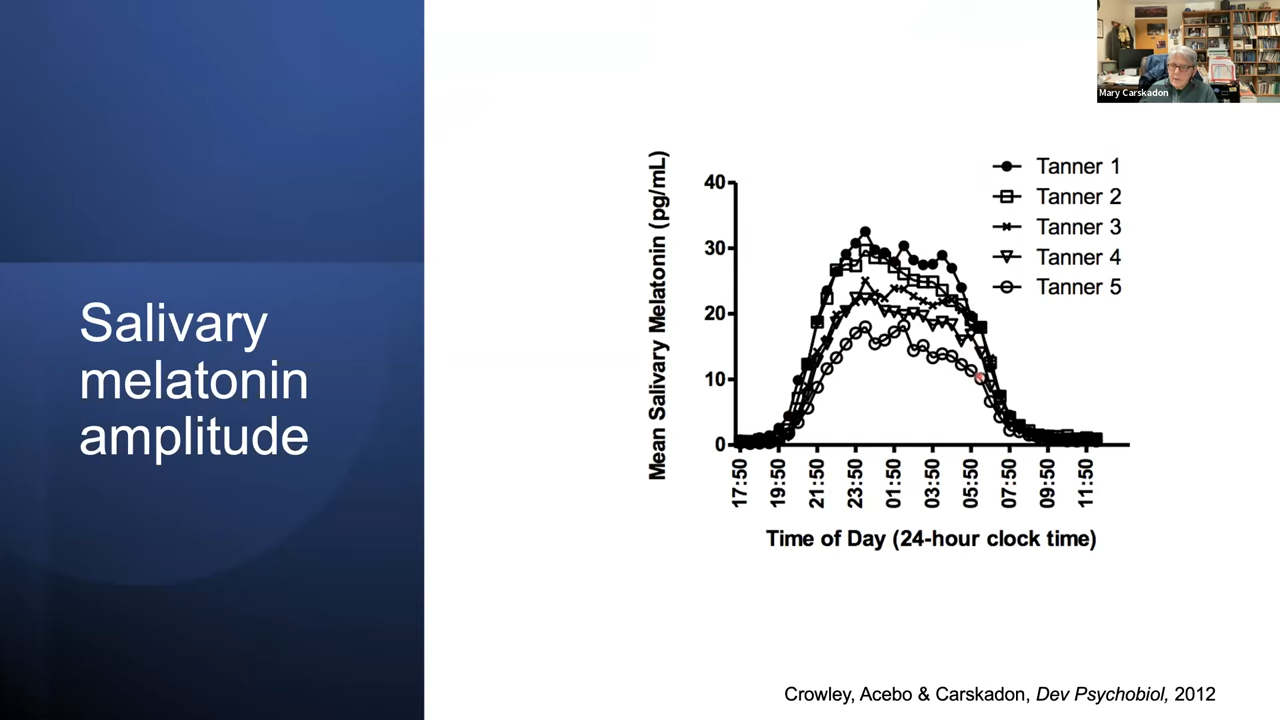 Mary Carskadon
Salivary
melatonin
amplitude
Mean Salivary Melatonin (pg/mL)
40
30
20
10
0
17:50
19:50
21:50
23:50
01:50
03:50
05:50
07:50
09:50
11:50
Time of Day (24-hour clock time)
Tanner 1
Tanner 2
Tanner 3
Tanner 4
Tanner 5
Crowley, Acebo & Carskadon, Dev Psychobiol, 2012